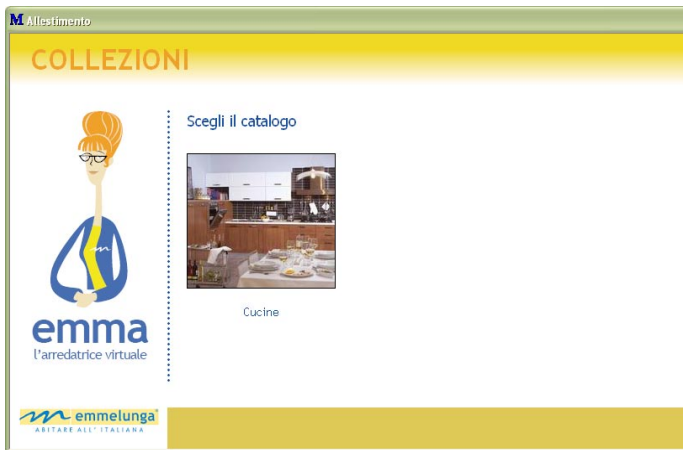 M Allestimento
COLLEZIONI
Scegli il catalogo
Cucine
emma
l'arredatrice virtuale
emmelunga
ABITARE ALL' ITALIANA